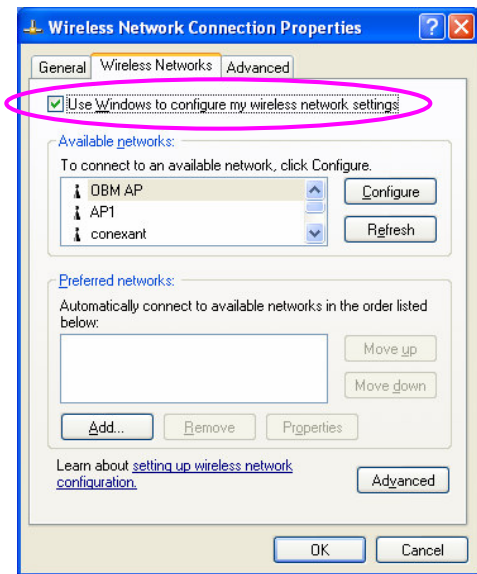 Wireless Network Connection Properties
General Wireless Networks Advanced
Use Windows to configure my wireless network settings
Available networks:
To connect to an available network, click Configure.
OBM AP
AP1
conexant
Configure
Refresh
Preferred networks:
Automatically connect to available networks in the order listed
below:
Move up
Move down
Add... Remove Properties
Learn about setting up wireless network
configuration.
Advanced
OK Cancel